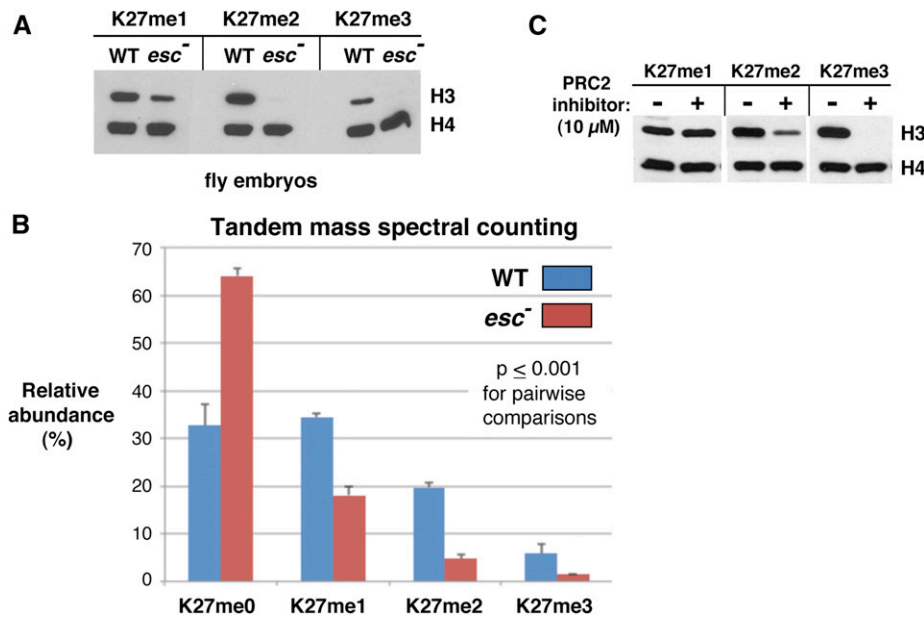 A
K27me1 K27me2 K27me3
WT esc- WT esc- WT esc-
H3
H4
fly embryos
C
K27me1 K27me2 K27me3
PRC2
inhibitor:
(10 µM)
- + - + - +
H3
H4
B
Tandem mass spectral counting
70
60
50
40
30
20
10
0
Relative
abundance
(%)
WT
esc-
p ≤ 0.001
for pairwise
comparisons
K27me0 K27me1 K27me2 K27me3